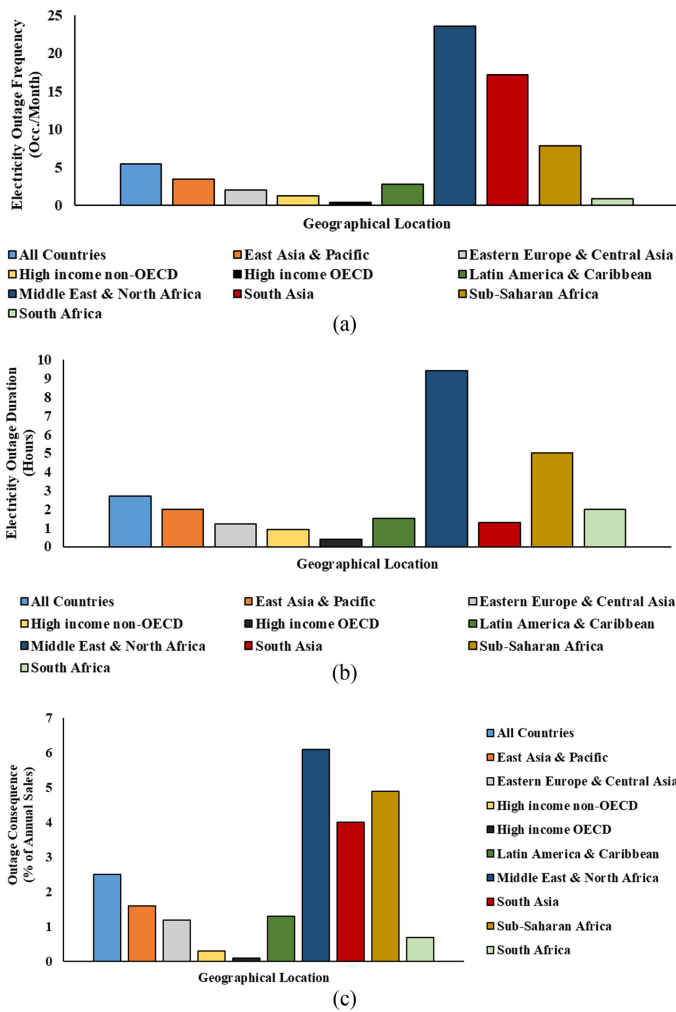 (a)
Electricity Outage Frequency
(Occ./Month)
25
20
15
10
5
0
Geographical Location
All Countries East Asia & Pacific Eastern Europe & Central Asia
High income non-OECD High income OECD Latin America & Caribbean
Middle East & North Africa South Asia Sub-Saharan Africa
South Africa
(a)
Electricity Outage Duration
(Hours)
10
9
8
7
6
5
4
3
2
1
0
Geographical Location
All Countries East Asia & Pacific Eastern Europe & Central Asia
High income non-OECD High income OECD Latin America & Caribbean
Middle East & North Africa South Asia Sub-Saharan Africa
South Africa
(b)
Outage Consequence
(% of Annual Sales)
7
6
5
4
3
2
1
0
Geographical Location
All Countries
East Asia & Pacific
Eastern Europe & Central Asia
High income non-OECD
High income OECD
Latin America & Caribbean
Middle East & North Africa
South Asia
Sub-Saharan Africa
South Africa
(c)